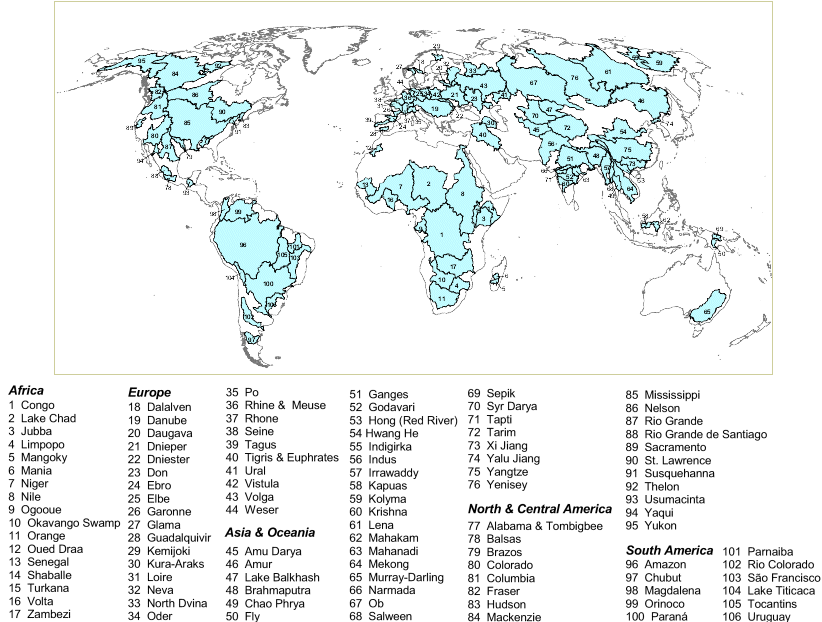 Africa
1 Congo
2 Lake Chad
3 Jubba
4 Limpopo
5 Mangoky
6 Mania
7 Niger
8 Nile
9 Ogooue
10 Okavango Swamp
11 Orange
12 Oued Draa
13 Senegal
14 Shaballe
15 Turkana
16 Volta
17 Zambezi
Europe
18 Dalalven
19 Danube
20 Daugava
21 Dnieper
22 Dniester
23 Don
24 Ebro
25 Elbe
26 Garonne
27 Glama
28 Guadalquivir
29 Kemijoki
30 Kura-Araks
31 Loire
32 Neva
33 North Dvina
34 Oder
35 Po
36 Rhine & Meuse
37 Rhone
38 Seine
39 Tagus
40 Tigris & Euphrates
41 Ural
42 Vistula
43 Volga
44 Weser
Asia & Oceania
45 Amu Darya
46 Amur
47 Lake Balkhash
48 Brahmaputra
49 Chao Phrya
50 Fly
51 Ganges
52 Godavari
53 Hong (Red River)
54 Hwang He
55 Indigirka
56 Indus
57 Irrawaddy
58 Kapuas
59 Kolyma
60 Krishna
61 Lena
62 Mahakam
63 Mahanadi
64 Mekong
65 Murray-Darling
66 Narmada
67 Ob
68 Salween
69 Sepik
70 Syr Darya
71 Tapti
72 Tarim
73 Xi Jiang
74 Yalu Jiang
75 Yangtze
76 Yenisey
North & Central America
77 Alabama & Tombigbee
78 Balsas
79 Brazos
80 Colorado
81 Columbia
82 Fraser
83 Hudson
84 Mackenzie
85 Mississippi
86 Nelson
87 Rio Grande
88 Rio Grande de Santiago
89 Sacramento
90 St. Lawrence
91 Susquehanna
92 Thelon
93 Usumacinta
94 Yaqui
95 Yukon
South America
96 Amazon
97 Chubut
98 Magdalena
99 Orinoco
100 Paraná
101 Parnaiba
102 Rio Colorado
103 São Francisco
104 Lake Titicaca
105 Tocantins
106 Uruguay